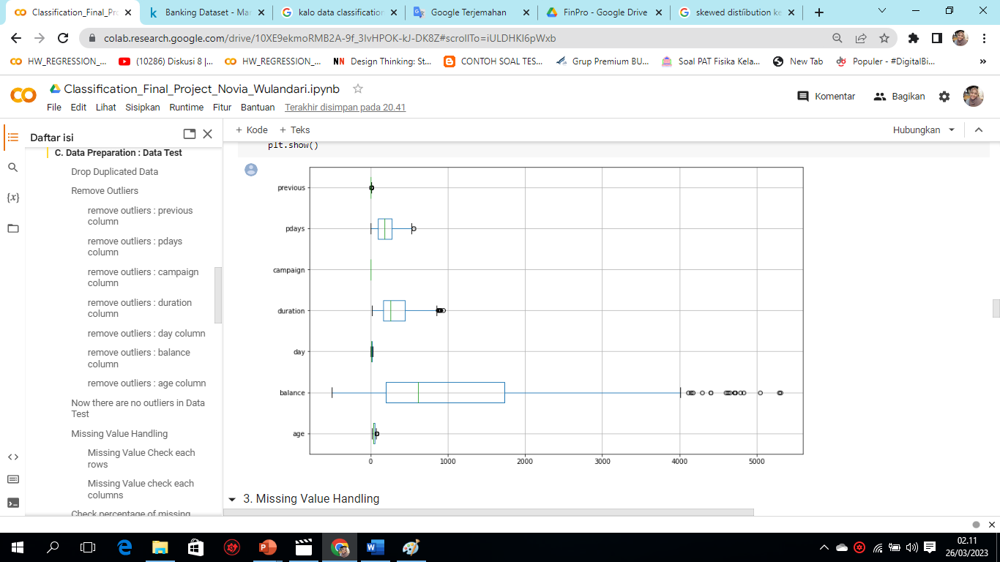 Classification_Final_Pro
Banking Dataset - Mar
kalo data classification
Google Terjemahan
FinPro - Google Drive
skewed distíibution ke
colab.research.google.com/drive/10XE9ekmoRMB2A-9f_3IvHPOK-kJ-DK8Z#scrollTo=iULDHKI6pWxb
HW_REGRESSION_...
(10286) Diskusi 8 |...
HW_REGRESSION_...
NN Design Thinking: St...
CONTOH SOAL TES...
Grup Premium BU...
Soal PAT Fisika Kela...
New Tab
Populer - #DigitalBi...
Classification_Final_Project_Novia_Wulandari.ipynb
File Edit Lihat Sisipkan Runtime Fitur Bantuan Terakhir disimpan pada 20.41
Komentar
Bagikan
Daftar isi
+ Kode + Teks
Hubungkan
C. Data Preparation : Data Test
Drop Duplicated Data
Remove Outliers
remove outliers : previous
column
remove outliers : pdays
column
remove outliers : campaign
column
remove outliers : duration
column
remove outliers : day column
remove outliers : balance
column
remove outliers : age column
Now there are no outliers in Data
Test
Missing Value Handling
Missing Value Check each
rows
Missing Value check each
columns
Check percentage of missing
plt.show()
previous
pdays
campaign
duration
day
balance
age
0 1000 2000 3000 4000 5000
3. Missing Value Handling
02.11
26/03/2023